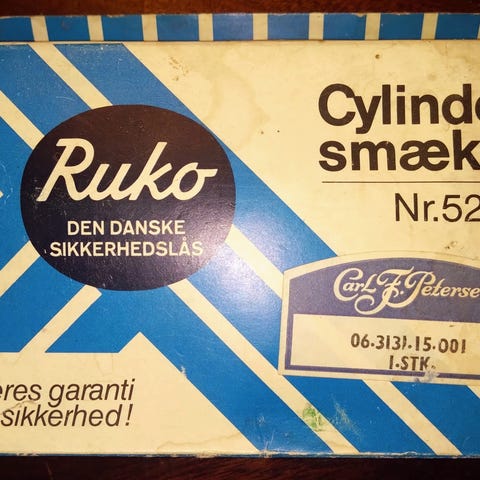 Ruko
DEN DANSKE
SIKKERHEDSLÅS
Cylinde
smæk
Nr.52
Carl F. Peterse
06-3131-15-001
1-STK.
eres garanti
sikkerhed!